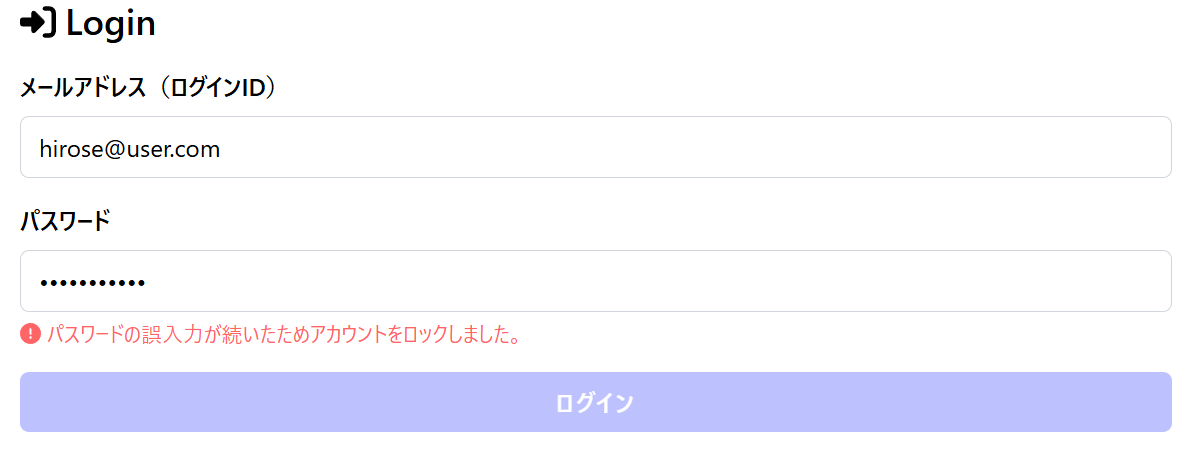 Login
メールアドレス（ログインID）
hirose@user.com
パスワード
•••••••••••
パスワードの誤入力が続いたためアカウントをロックしました。
ログイン